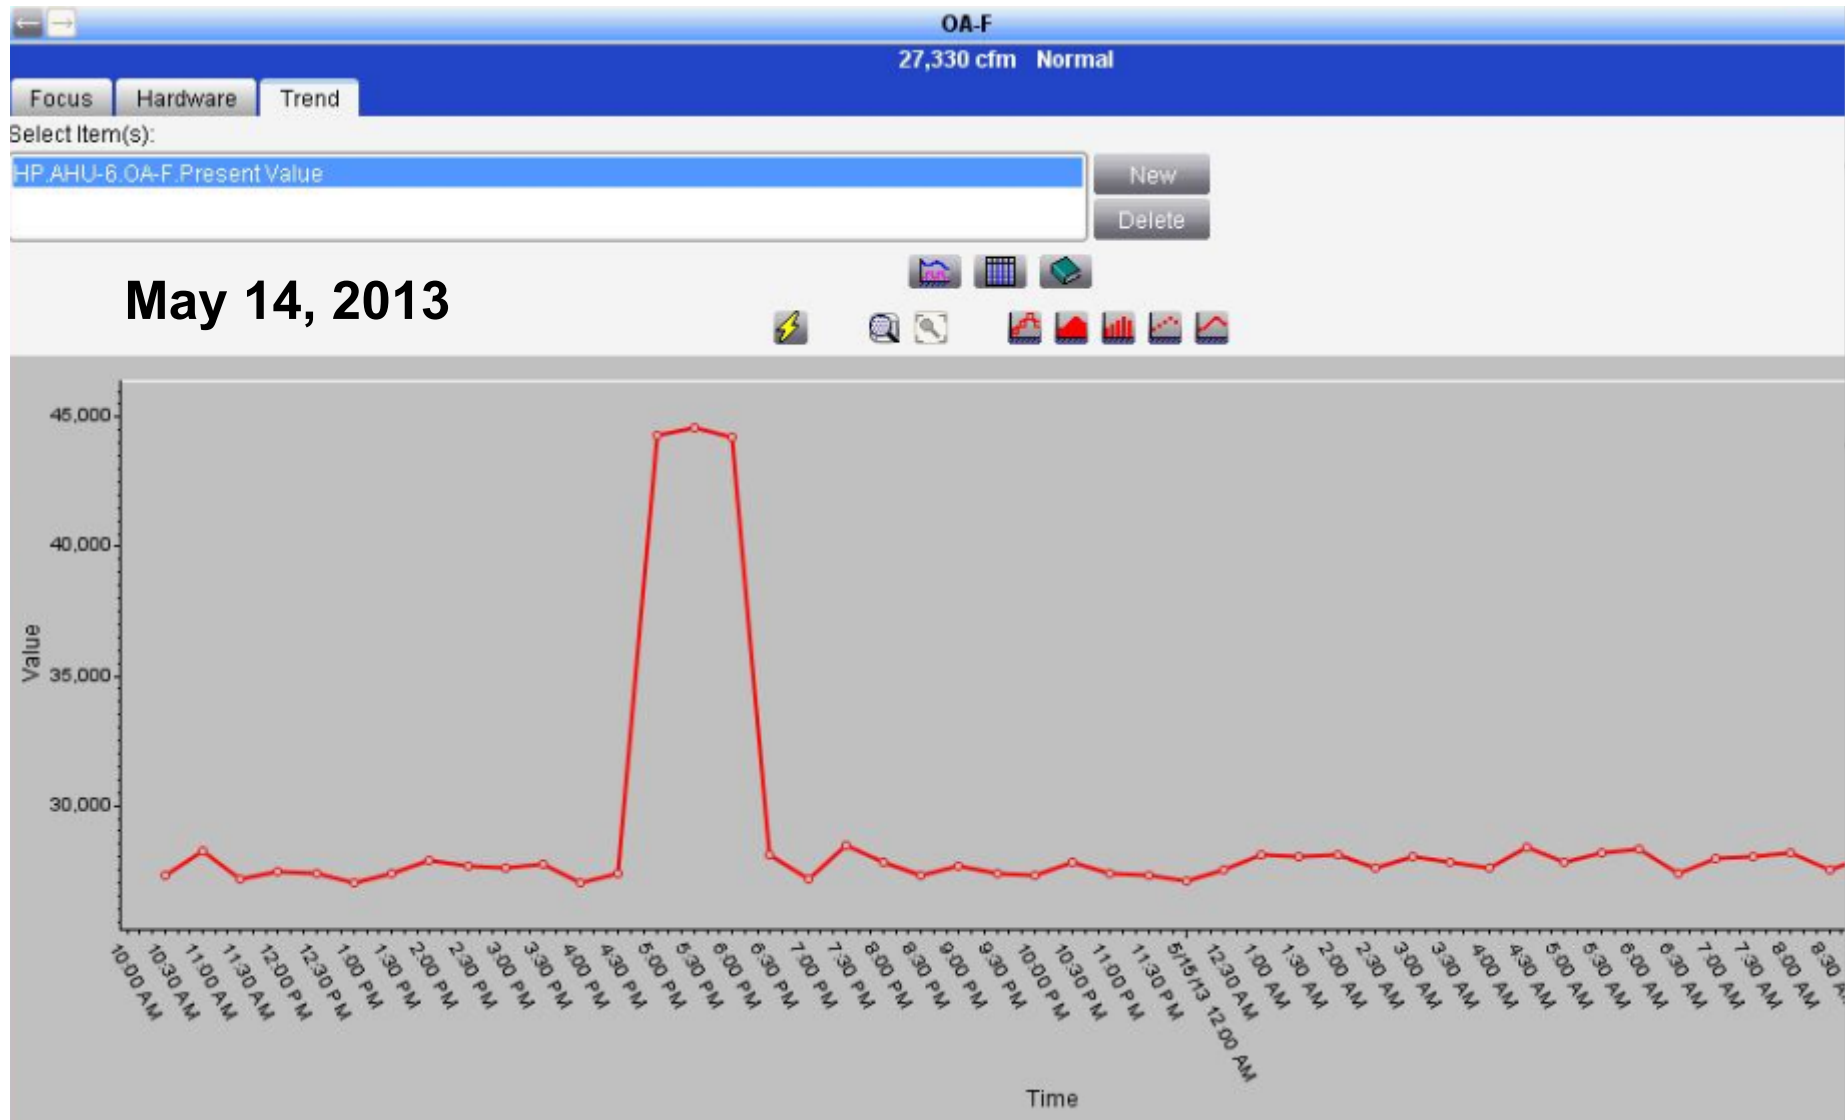 OA-F
27,330 cfm Normal
Focus Hardware Trend
Select Item(s):
HP.AHU-6.OA-F.Present Value
New
Delete
May 14, 2013
45,000
40,000
35,000
30,000
Value
10:00 AM
10:30 AM
11:00 AM
11:30 AM
12:00 PM
12:30 PM
1:00 PM
1:30 PM
2:00 PM
2:30 PM
3:00 PM
3:30 PM
4:00 PM
4:30 PM
5:00 PM
5:30 PM
6:00 PM
6:30 PM
7:00 PM
7:30 PM
8:00 PM
8:30 PM
9:00 PM
9:30 PM
10:00 PM
10:30 PM
11:00 PM
11:30 PM
5/15/13 12:00 AM
12:30 AM
1:00 AM
1:30 AM
2:00 AM
2:30 AM
3:00 AM
3:30 AM
4:00 AM
4:30 AM
5:00 AM
5:30 AM
6:00 AM
6:30 AM
7:00 AM
7:30 AM
8:00 AM
8:30 A
Time